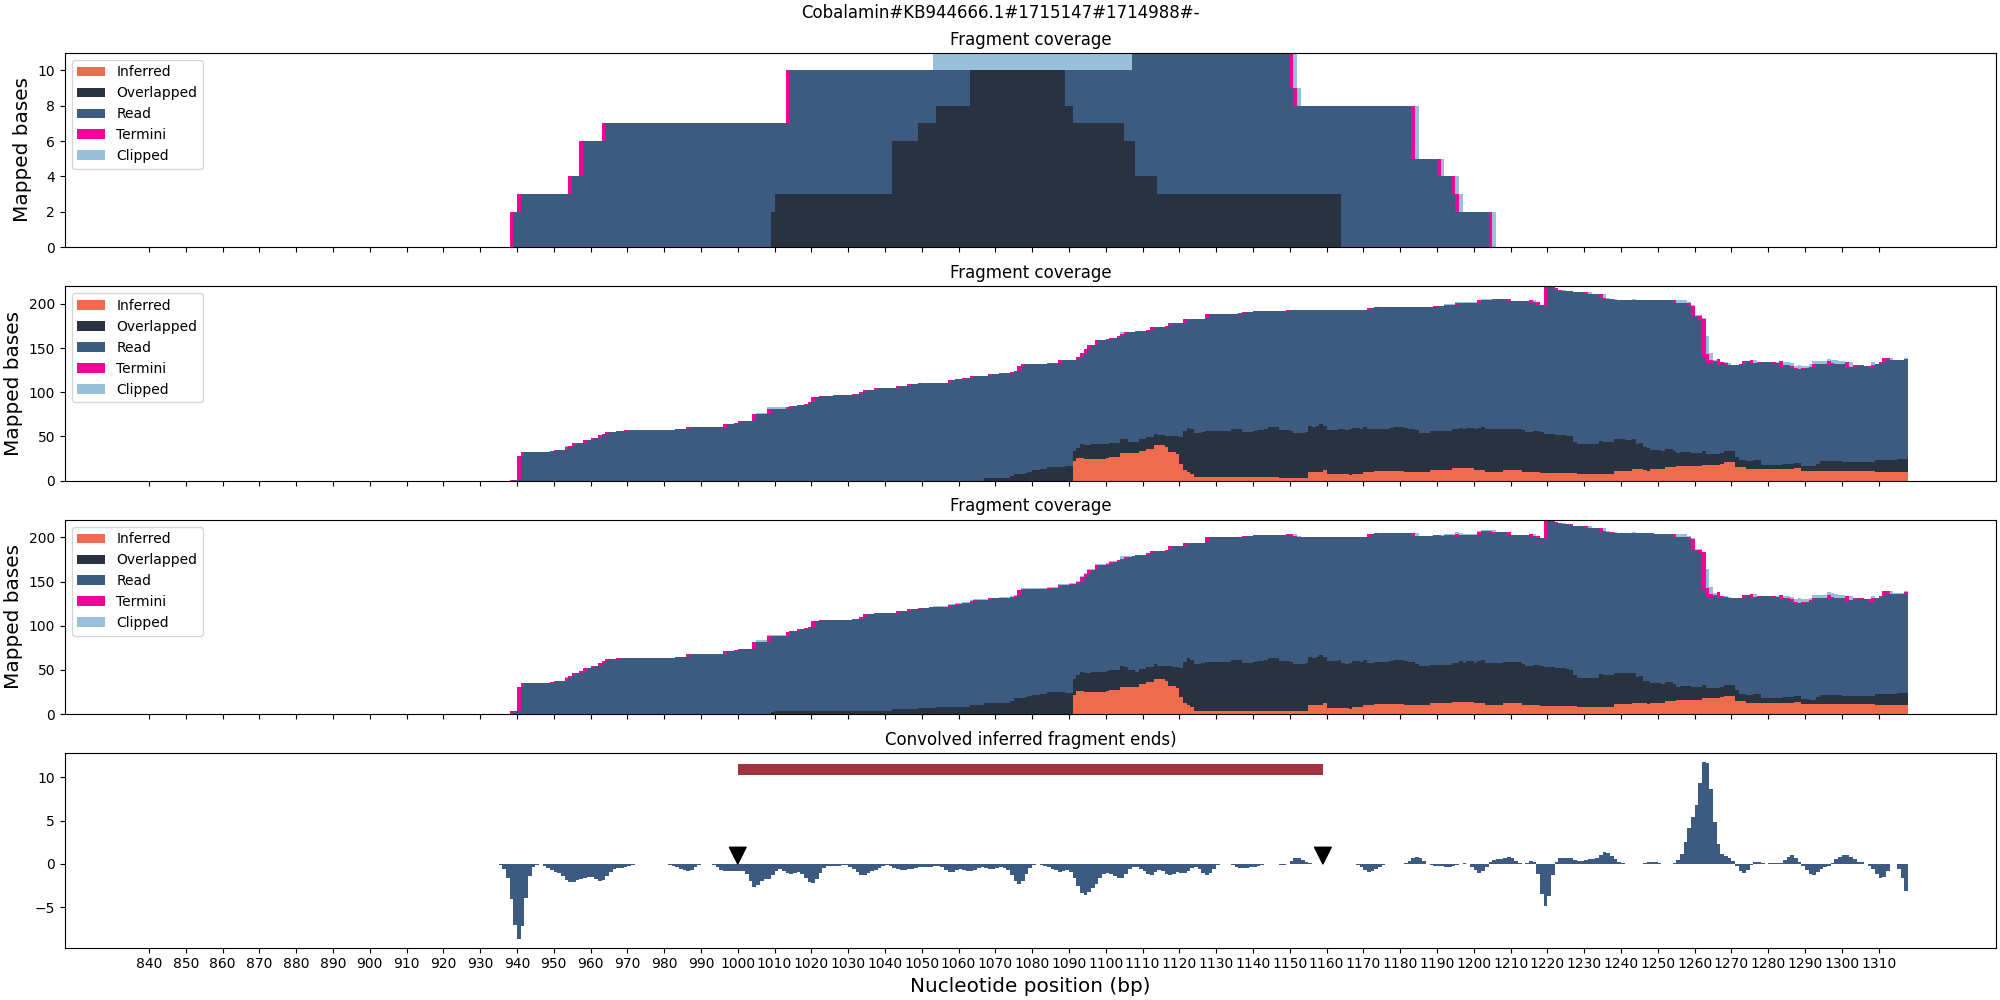 Cobalamin#KB944666.1#1715147#1714988#-
Fragment coverage
Mapped bases
10
8
6
4
2
0
Inferred
Overlapped
Read
Termini
Clipped
Fragment coverage
Mapped bases
200
150
100
50
0
Inferred
Overlapped
Read
Termini
Clipped
Fragment coverage
Mapped bases
200
150
100
50
0
Inferred
Overlapped
Read
Termini
Clipped
Convolved inferred fragment ends)
10
5
0
−5
840 850 860 870 880 890 900 910 920 930 940 950 960 970 980 990 1000 1010 1020 1030 1040 1050 1060 1070 1080 1090 1100 1110 1120 1130 1140 1150 1160 1170 1180 1190 1200 1210 1220 1230 1240 1250 1260 1270 1280 1290 1300 1310
Nucleotide position (bp)